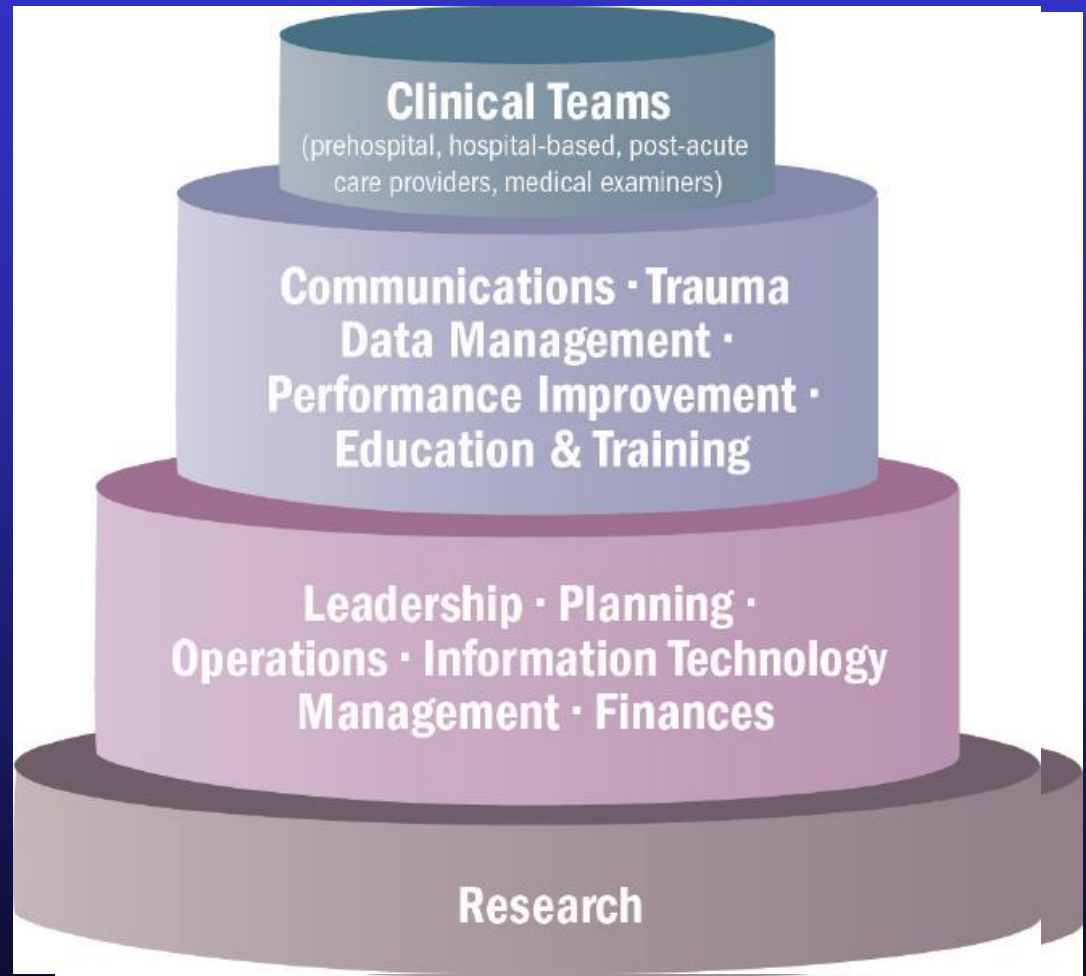 Clinical Teams
(prehospital, hospital-based, post-acute
care providers, medical examiners)
Communications · Trauma
Data Management ·
Performance Improvement ·
Education & Training
Leadership · Planning ·
Operations · Information Technology
Management · Finances
Research